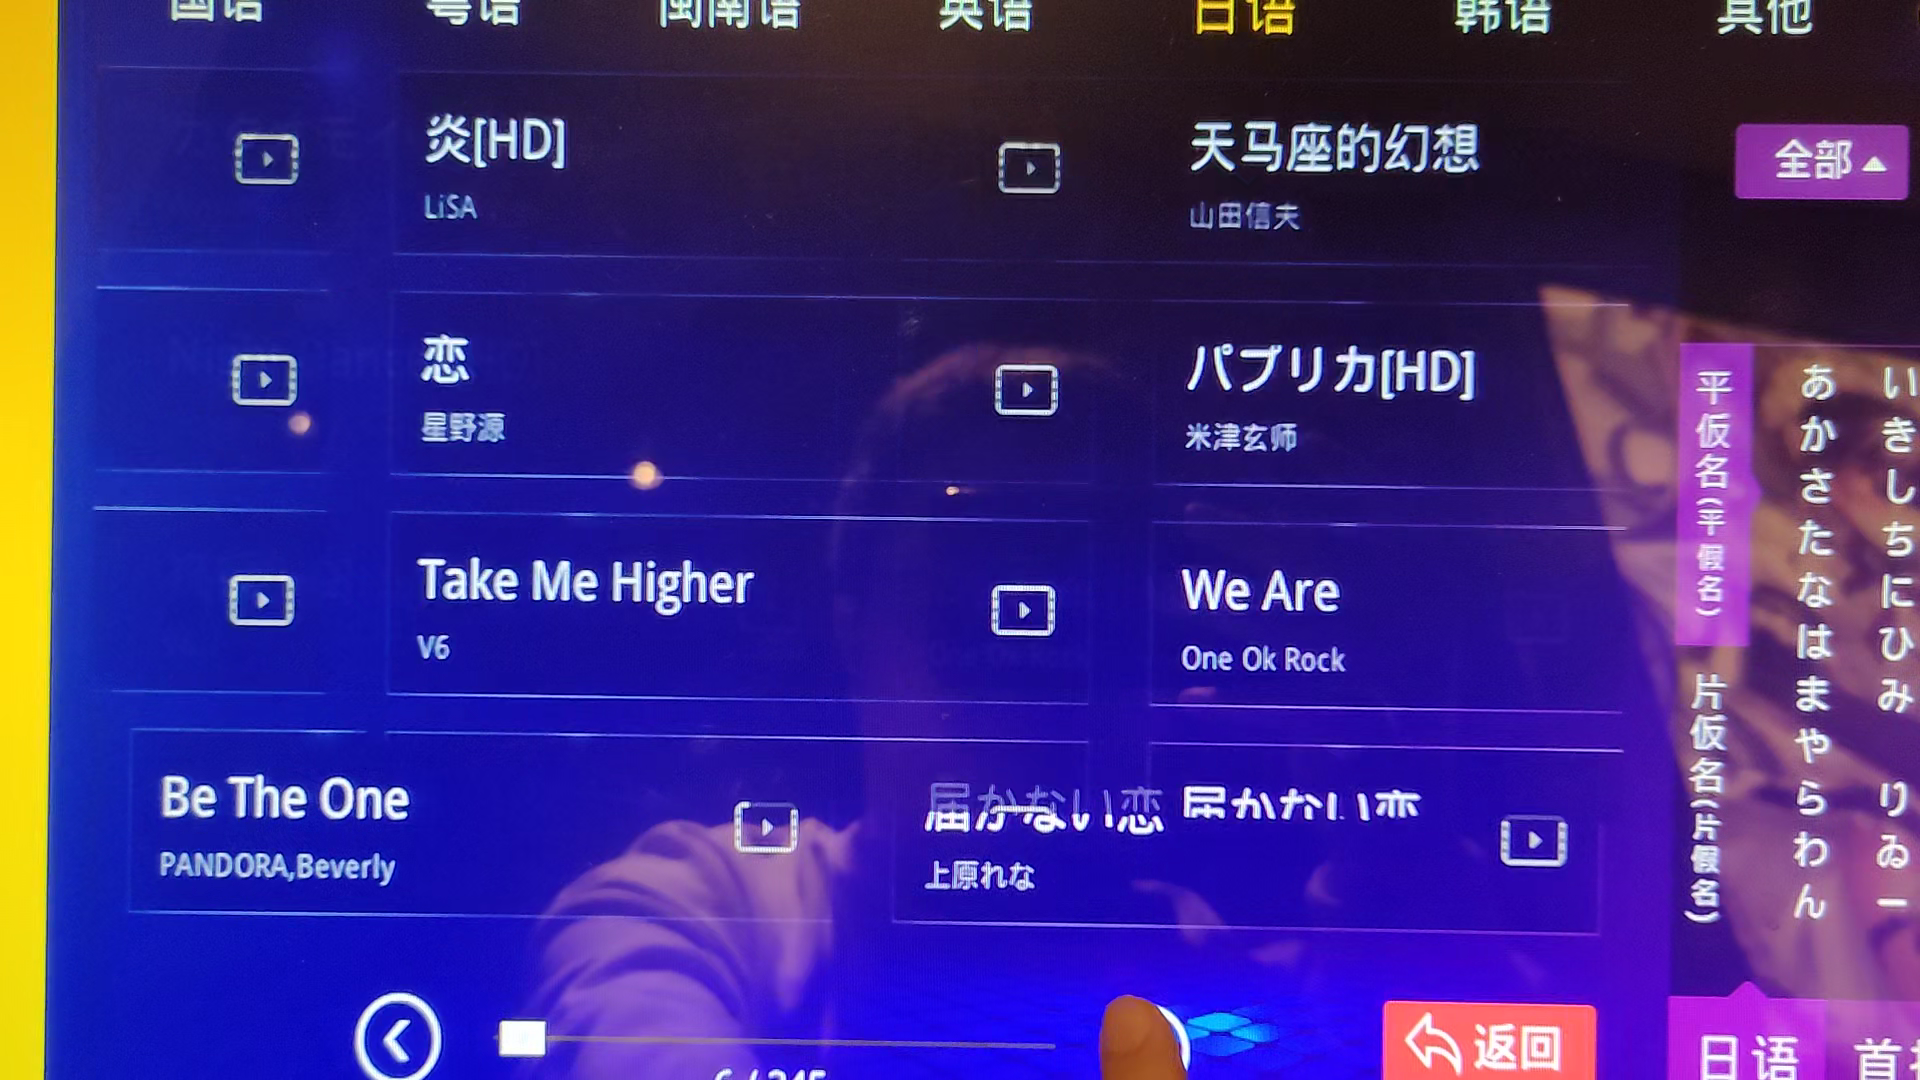 国语 粤语 闽南语 英语 日语 韩语 其他
炎[HD]
LiSA
天马座的幻想
山田信夫
全部
恋
星野源
パプリカ[HD]
米津玄师
Take Me Higher
V6
We Are
One Ok Rock
Be The One
PANDORA,Beverly
届かない恋 届かない恋
上原れな
平仮名(平假名)
片仮名(片假名)
あかさたなはまやらわん
いきしちにひみ りゐー
6 / 245
返回
日语